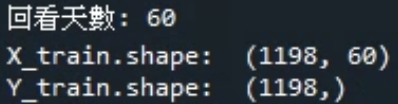 回看天數: 60
X_train.shape:  (1198, 60)
Y_train.shape:  (1198,)